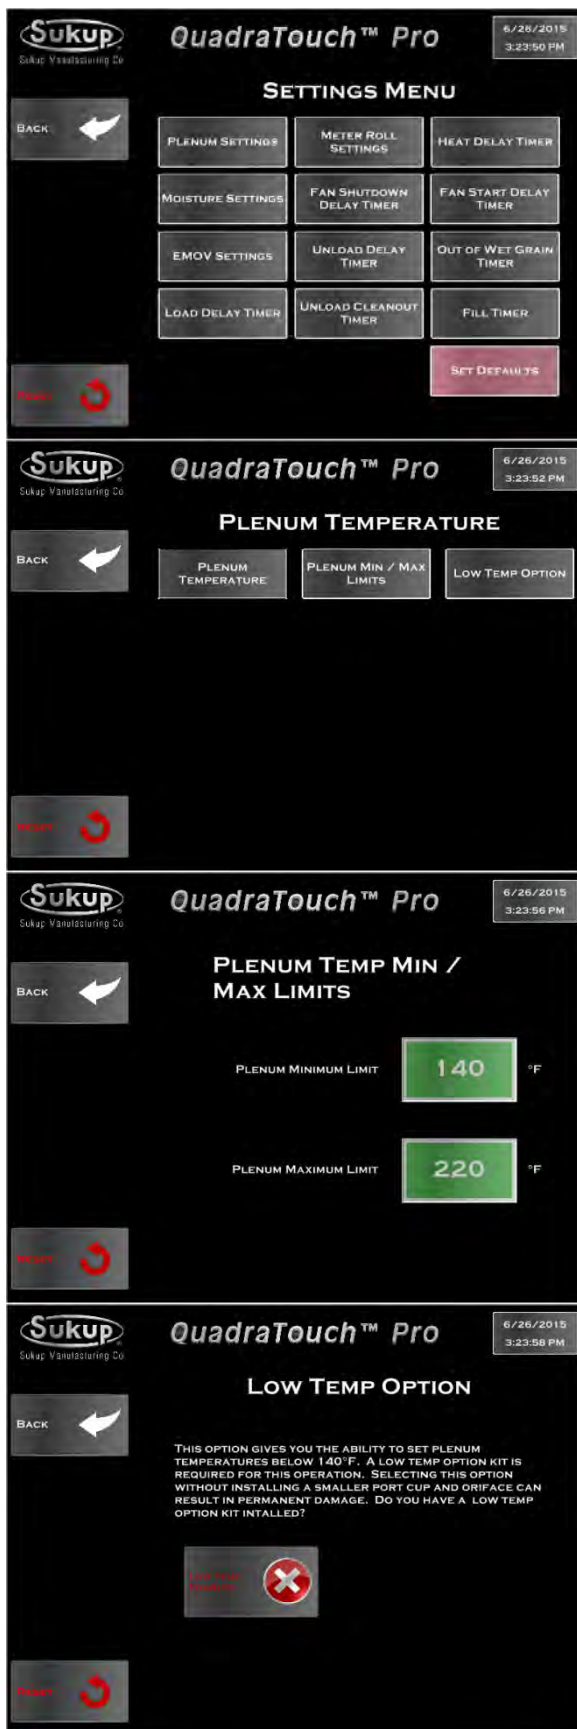 Sukup
QuadraTouch™ Pro
6/26/2015
3:23:50 PM
Sukup Manufacturing Co.
SETTINGS MENU
BACK
PLENUM SETTINGS
METER ROLL
SETTINGS
HEAT DELAY TIMER
MOISTURE SETTINGS
FAN SHUTDOWN
DELAY TIMER
FAN START DELAY
TIMER
EMOV SETTINGS
UNLOAD DELAY
TIMER
OUT OF WET GRAIN
TIMER
LOAD DELAY TIMER
UNLOAD CLEANOUT
TIMER
FILL TIMER
SET DEFAULTS
RESET
Sukup
QuadraTouch™ Pro
6/26/2015
3:23:52 PM
Sukup Manufacturing Co.
PLENUM TEMPERATURE
BACK
PLENUM
TEMPERATURE
PLENUM MIN / MAX
LIMITS
LOW TEMP OPTION
RESET
Sukup
QuadraTouch™ Pro
6/26/2015
3:23:56 PM
Sukup Manufacturing Co.
PLENUM TEMP MIN /
MAX LIMITS
BACK
PLENUM MINIMUM LIMIT
140
°F
PLENUM MAXIMUM LIMIT
220
°F
RESET
Sukup
QuadraTouch™ Pro
6/26/2015
3:23:58 PM
Sukup Manufacturing Co.
LOW TEMP OPTION
BACK
THIS OPTION GIVES YOU THE ABILITY TO SET PLENUM
TEMPERATURES BELOW 140°F. A LOW TEMP OPTION KIT IS
REQUIRED FOR THIS OPERATION. SELECTING THIS OPTION
WITHOUT INSTALLING A SMALLER PORT CUP AND ORIFACE CAN
RESULT IN PERMANENT DAMAGE. DO YOU HAVE A LOW TEMP
OPTION KIT INTALLED?
LOW TEMP
RESET